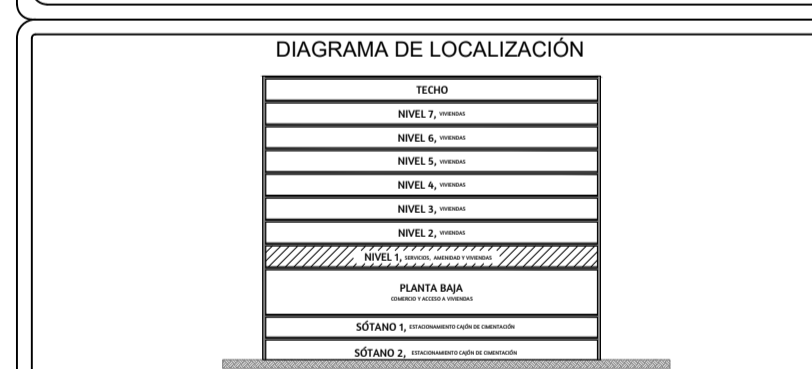 DIAGRAMA DE LOCALIZACIÓN
TECHO
NIVEL 7, VIVIENDAS
NIVEL 6, VIVIENDAS
NIVEL 5, VIVIENDAS
NIVEL 4, VIVIENDAS
NIVEL 3, VIVIENDAS
NIVEL 2, VIVIENDAS
NIVEL 1, SERVICIOS, AMENIDAD Y VIVIENDAS
PLANTA BAJA
COMERCIO Y ACCESO A VIVIENDAS
SÓTANO 1, ESTACIONAMIENTO CAJÓN DE CIMENTACIÓN
SÓTANO 2, ESTACIONAMIENTO CAJÓN DE CIMENTACIÓN